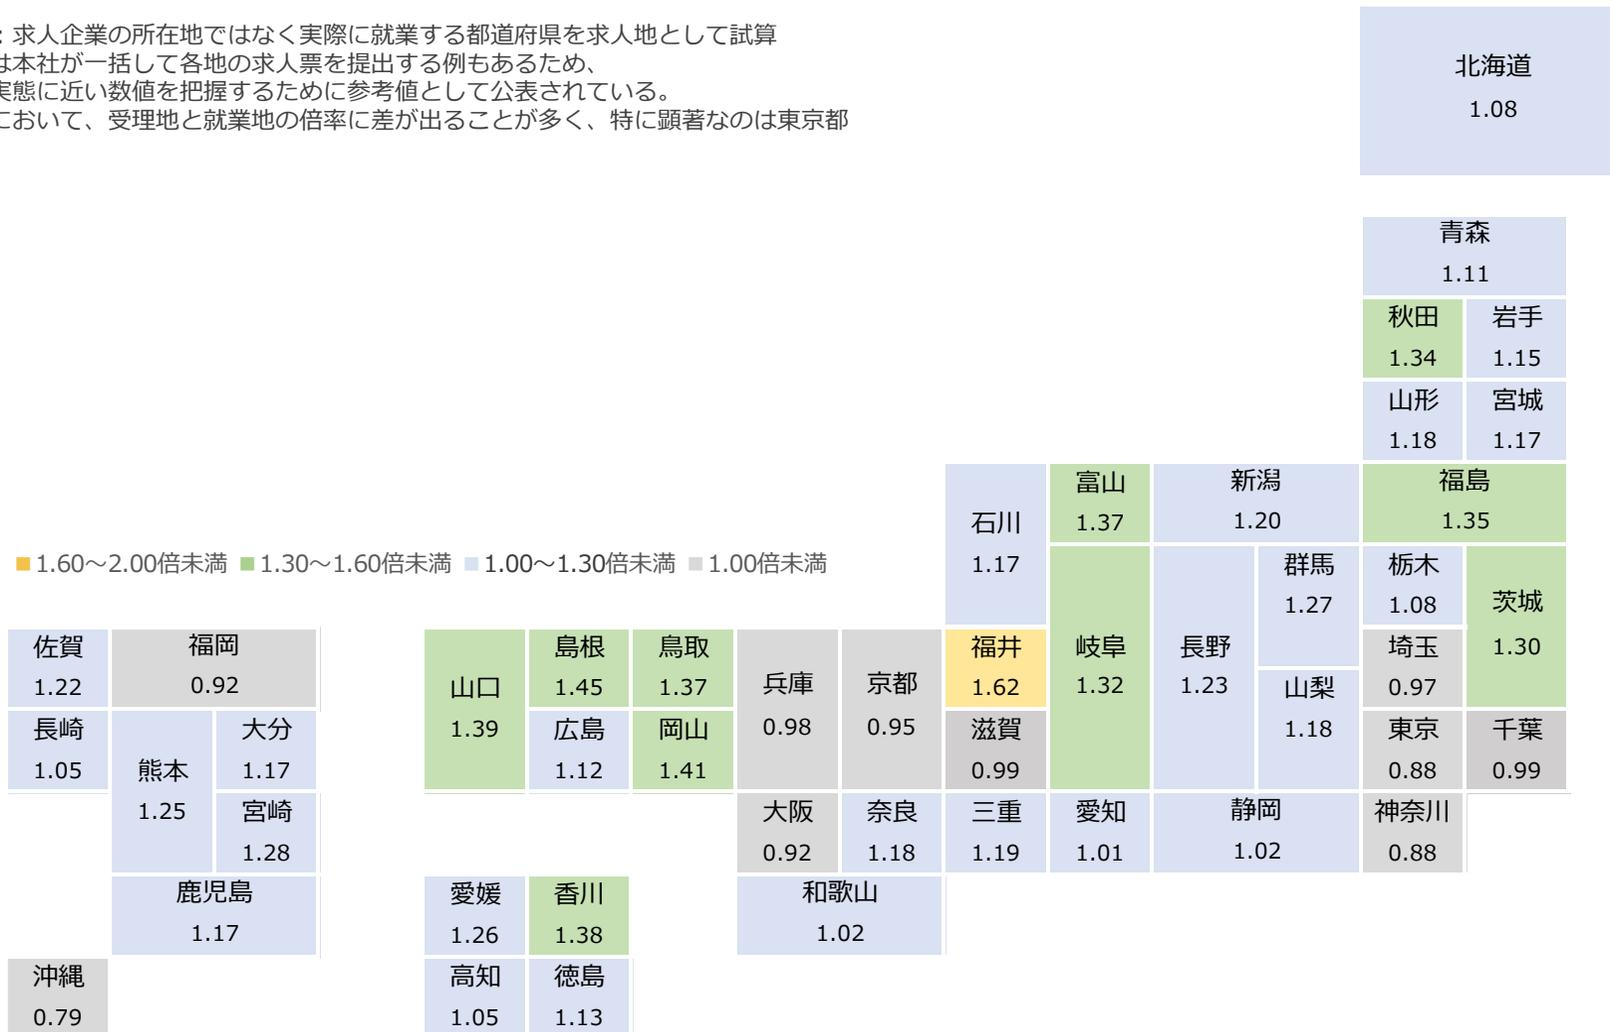 : 求人企業の所在地ではなく実際に就業する都道府県を求人地として試算
は本社が一括して各地の求人票を提出する例もあるため、
実態に近い数値を把握するために参考値として公表されている。
において、受理地と就業地の倍率に差が出ることが多く、特に顕著なのは東京都
北海道
1.08
青森
1.11
秋田 岩手
1.34 1.15
山形 宮城
1.18 1.17
石川
1.17
富山
1.37
新潟
1.20
福島
1.35
■1.60～2.00倍未満 ■1.30～1.60倍未満 ■1.00～1.30倍未満 ■1.00倍未満
群馬
1.27
栃木
1.08
茨城
1.30
佐賀
1.22
福岡
0.92
山口
1.39
島根
1.45
鳥取
1.37
兵庫
0.98
京都
0.95
福井
1.62
岐阜
1.32
長野
1.23
山梨
1.18
埼玉
0.97
長崎
1.05
熊本
1.25
大分
1.17
広島
1.12
岡山
1.41
滋賀
0.99
東京
0.88
千葉
0.99
宮崎
1.28
大阪
0.92
奈良
1.18
三重
1.19
愛知
1.01
静岡
1.02
神奈川
0.88
鹿児島
1.17
愛媛
1.26
香川
1.38
和歌山
1.02
沖縄
0.79
高知
1.05
徳島
1.13